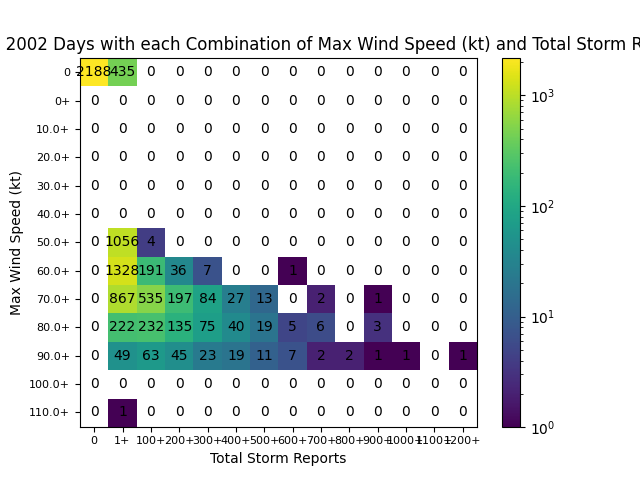 2002 Days with each Combination of Max Wind Speed (kt) and Total Storm R
0 2188 435 0 0 0 0 0 0 0 0 0 0 0 0
0+ 0 0 0 0 0 0 0 0 0 0 0 0 0 0
10.0+ 0 0 0 0 0 0 0 0 0 0 0 0 0 0
20.0+ 0 0 0 0 0 0 0 0 0 0 0 0 0 0
30.0+ 0 0 0 0 0 0 0 0 0 0 0 0 0 0
40.0+ 0 0 0 0 0 0 0 0 0 0 0 0 0 0
50.0+ 0 1056 4 0 0 0 0 0 0 0 0 0 0 0
60.0+ 0 1328 191 36 7 0 0 1 0 0 0 0 0 0
70.0+ 0 867 535 197 84 27 13 0 2 0 1 0 0 0
80.0+ 0 222 232 135 75 40 19 5 6 0 3 0 0 0
90.0+ 0 49 63 45 23 19 11 7 2 2 1 1 0 1
100.0+ 0 0 0 0 0 0 0 0 0 0 0 0 0 0
110.0+ 0 1 0 0 0 0 0 0 0 0 0 0 0 0
0 1+ 100+ 200+ 300+ 400+ 500+ 600+ 700+ 800+ 900+ 1000+ 1100+ 1200+
Total Storm Reports
Max Wind Speed (kt)
10³
10²
10¹
10⁰